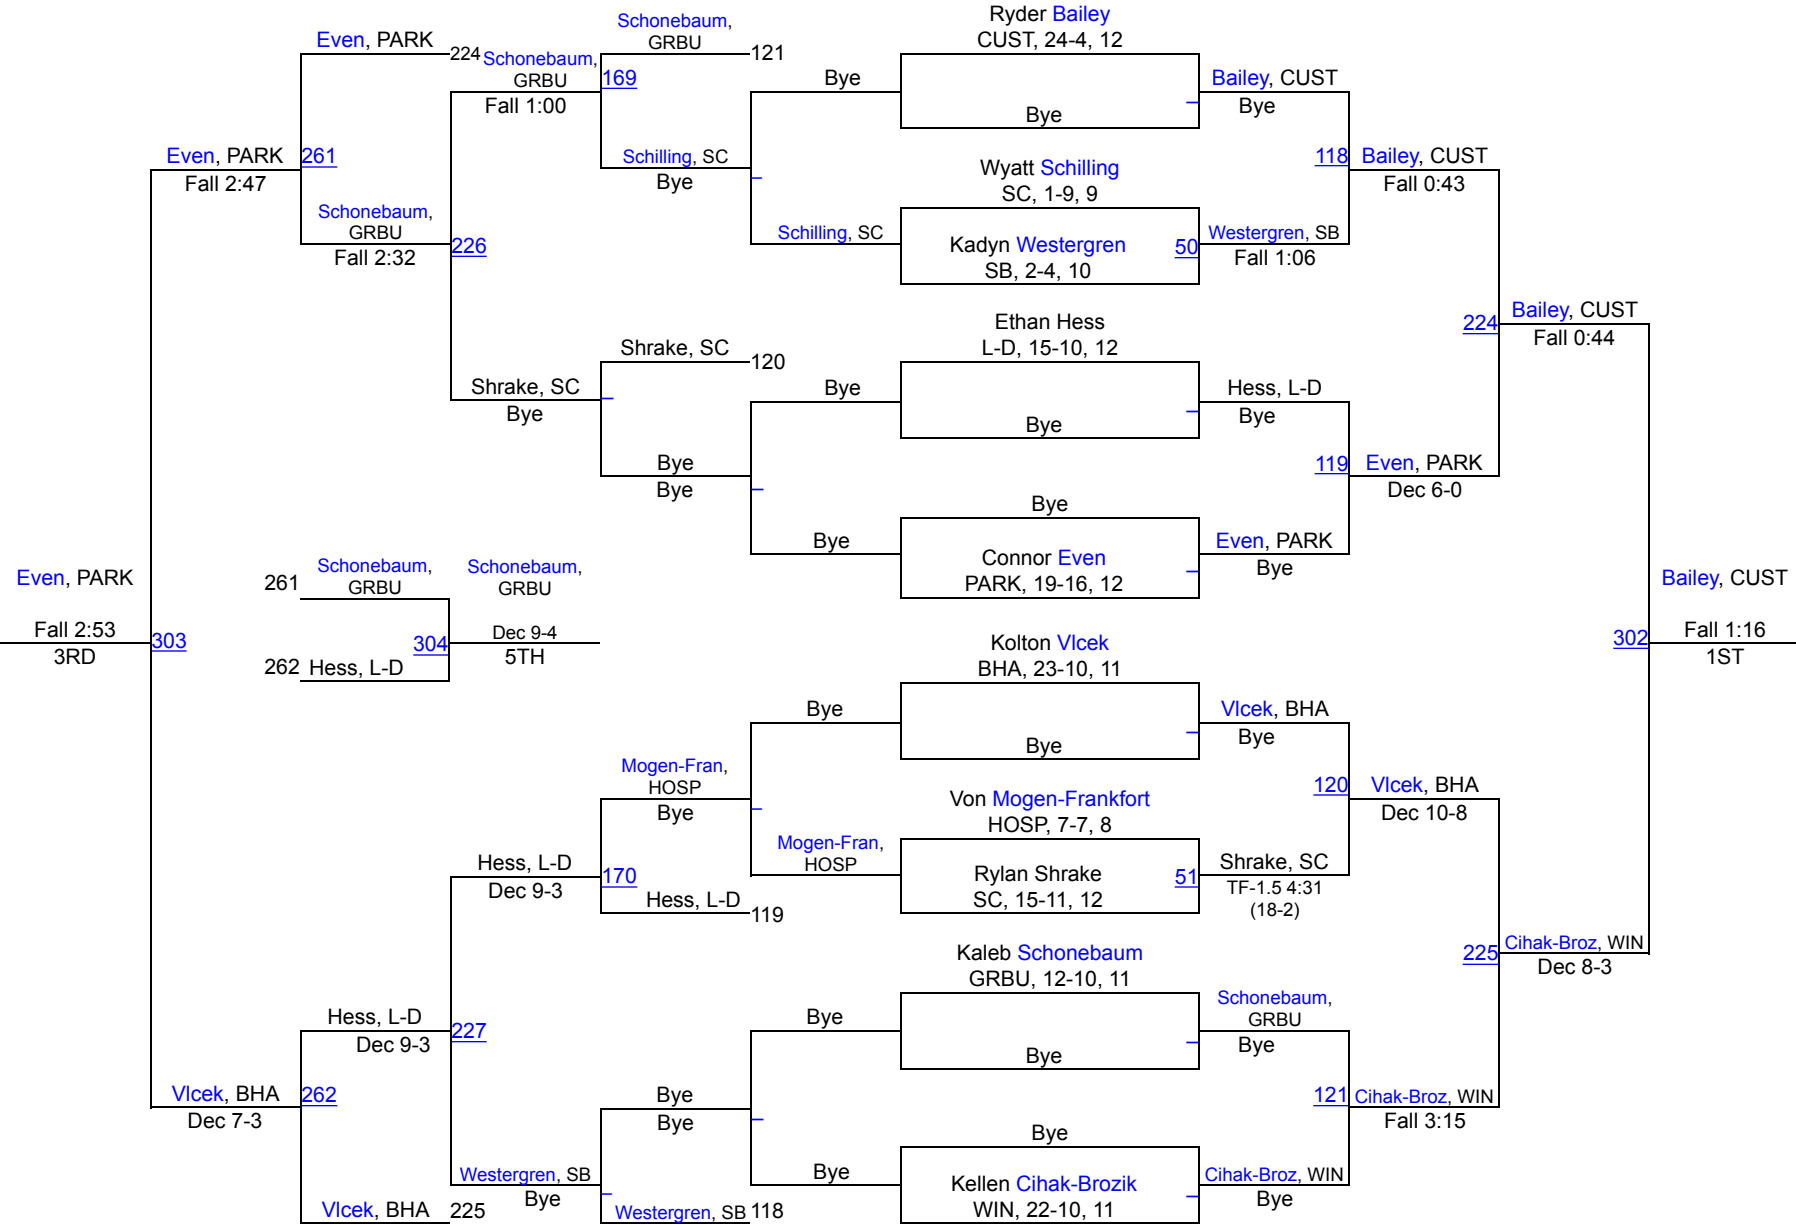 Even, PARK
224
Schonebaum,
GRBU
Fall 1:00
Schonebaum,
GRBU
121
169
Schilling, SC
Bye
Even, PARK
Fall 2:47
261
Schonebaum,
GRBU
Fall 2:32
226
Shrake, SC
Bye
Shrake, SC
120
Bye
Bye
Even, PARK
Fall 2:53
3RD
303
261
Schonebaum,
GRBU
262
Hess, L-D
304
Schonebaum,
GRBU
Dec 9-4
5TH
Vlcek, BHA
Dec 7-3
262
Hess, L-D
Dec 9-3
227
Vlcek, BHA
225
Hess, L-D
Dec 9-3
170
Mogen-Fran,
HOSP
Bye
Hess, L-D
119
Westergren, SB
Bye
Bye
Bye
Westergren, SB
118
Bye
Schilling, SC
Bye
Bye
Bye
Mogen-Fran,
HOSP
Bye
Bye
Ryder Bailey
CUST, 24-4, 12
Bye
Wyatt Schilling
SC, 1-9, 9
Kadyn Westergren
SB, 2-4, 10
50
Ethan Hess
L-D, 15-10, 12
Bye
Bye
Connor Even
PARK, 19-16, 12
Kolton Vlcek
BHA, 23-10, 11
Bye
Von Mogen-Frankfort
HOSP, 7-7, 8
Rylan Shrake
SC, 15-11, 12
51
Kaleb Schonebaum
GRBU, 12-10, 11
Bye
Bye
Kellen Cihak-Brozik
WIN, 22-10, 11
Bailey, CUST
Bye
118
Westergren, SB
Fall 1:06
Hess, L-D
Bye
119
Even, PARK
Bye
Vlcek, BHA
Bye
120
Shrake, SC
TF-1.5 4:31
(18-2)
Schonebaum,
GRBU
Bye
121
Cihak-Broz, WIN
Bye
Bailey, CUST
Fall 0:43
224
Even, PARK
Dec 6-0
Vlcek, BHA
Dec 10-8
225
Cihak-Broz, WIN
Fall 3:15
Bailey, CUST
Fall 0:44
302
Cihak-Broz, WIN
Dec 8-3
Bailey, CUST
Fall 1:16
1ST